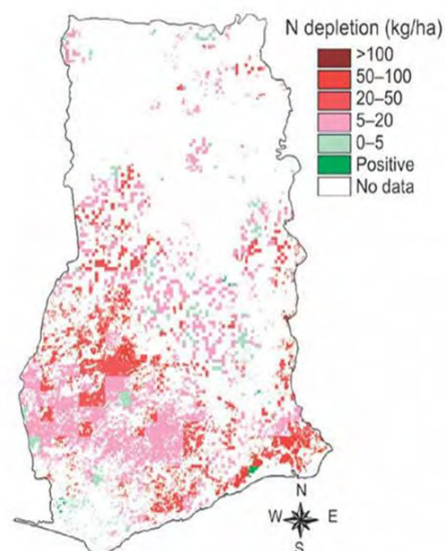 N depletion (kg/ha)
>100
50–100
20–50
5–20
0–5
Positive
No data
N
W E
S